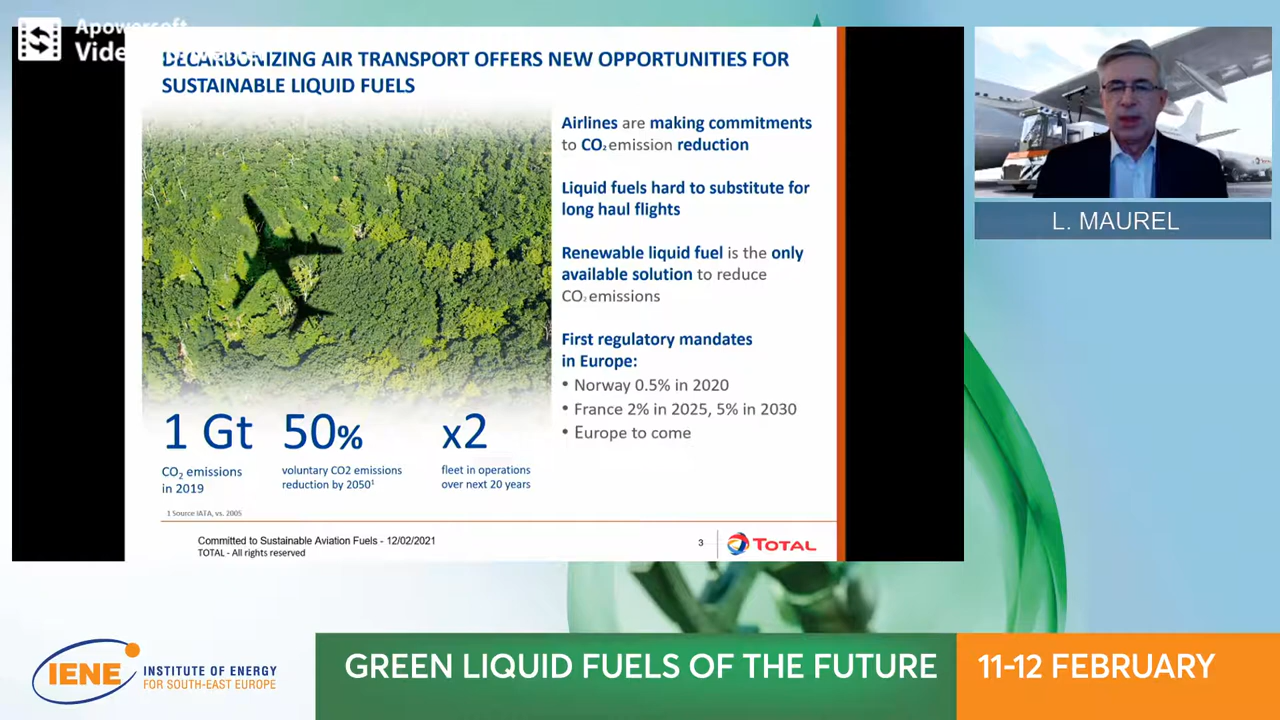 Apowersoft
Vide
DECARBONIZING AIR TRANSPORT OFFERS NEW OPPORTUNITIES FOR
SUSTAINABLE LIQUID FUELS
Airlines are making commitments
to CO₂ emission reduction
Liquid fuels hard to substitute for
long haul flights
Renewable liquid fuel is the only
available solution to reduce
CO₂ emissions
First regulatory mandates
in Europe:
• Norway 0.5% in 2020
• France 2% in 2025, 5% in 2030
• Europe to come
1 Gt
CO₂ emissions
in 2019
50%
voluntary CO2 emissions
reduction by 2050¹
x2
fleet in operations
over next 20 years
1 Source IATA, vs. 2005
Committed to Sustainable Aviation Fuels - 12/02/2021
TOTAL - All rights reserved
3
TOTAL
L. MAUREL
IENE
INSTITUTE OF ENERGY
FOR SOUTH-EAST EUROPE
GREEN LIQUID FUELS OF THE FUTURE
11-12 FEBRUARY